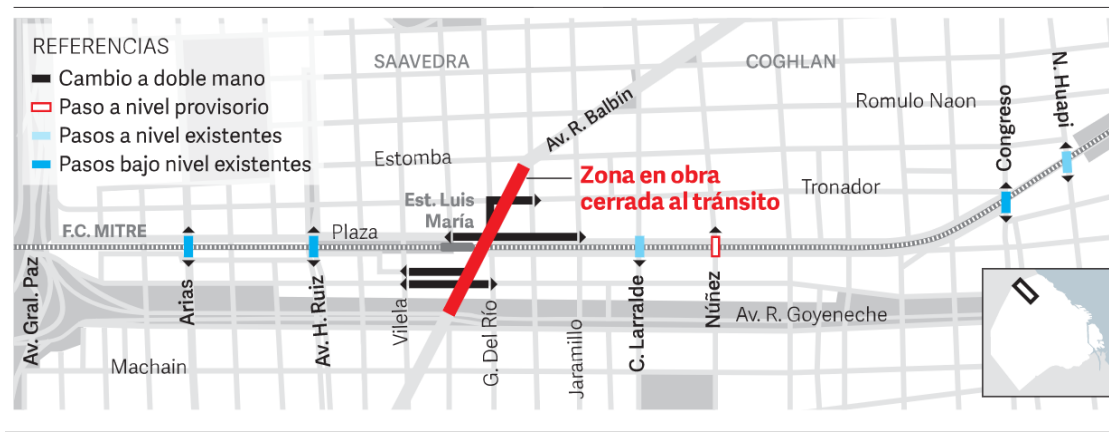 REFERENCIAS
Cambio a doble mano
Paso a nivel provisorio
Pasos a nivel existentes
Pasos bajo nivel existentes
SAAVEDRA
COGHLAN
Av. R. Balbín
Romulo Naon
Congreso
N. Huapi
Estomba
Zona en obra
cerrada al tránsito
Tronador
Est. Luis
María
F.C. MITRE
Plaza
Av. Gral. Paz
Arias
Av. H. Ruiz
Vilela
G. Del Río
Jaramillo
C. Larralde
Núñez
Av. R. Goyeneche
Machain